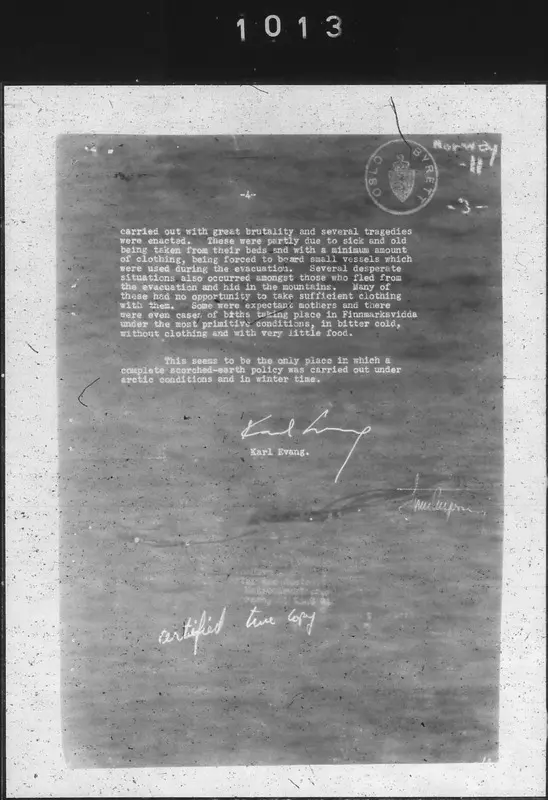 1013
Norway
-11
OSLO BYRETT
-3-
-4-
carried out with great brutality and several tragedies
were enacted. These were partly due to sick and old
being taken from their beds and with a minimum amount
of clothing, being forced to board small vessels which
were used during the evacuation. Several desperate
situtions also occurred amongst those who fled from
the evacuation and hid in the mountains. Many of
these had no opportunity to take sufficient clothing
with them. Some were expectant mothers and there
were even cases of births taking place in Finnmarksvidda
under the most primitive conditions, in bitter cold,
without clothing and with very little food.
This seems to be the only place in which a
complete scorched-earth policy was carried out under
arctic conditions and in winter time.
Karl Evang
Karl Evang.
certified true copy